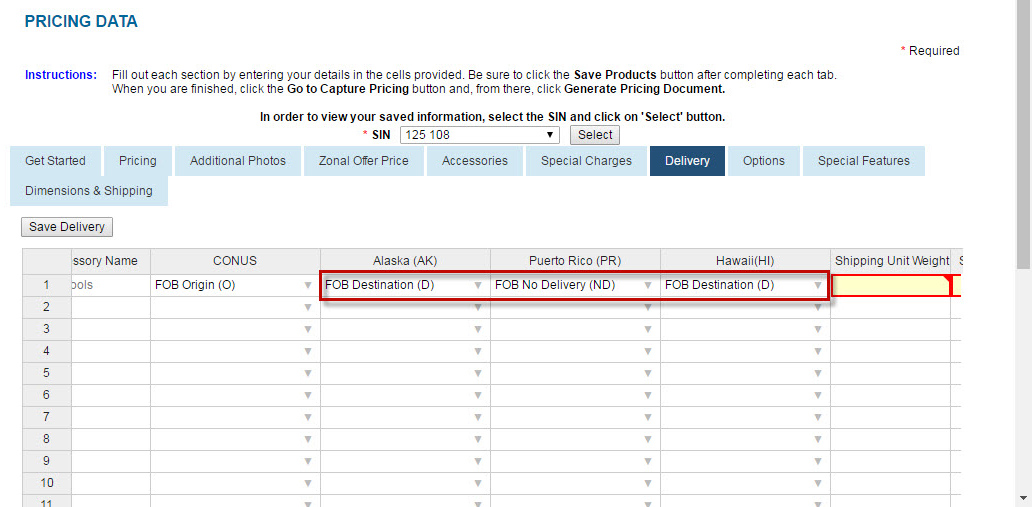 PRICING DATA
* Required
Instructions: Fill out each section by entering your details in the cells provided. Be sure to click the Save Products button after completing each tab.
When you are finished, click the Go to Capture Pricing button and, from there, click Generate Pricing Document.
In order to view your saved information, select the SIN and click on 'Select' button.
* SIN 125 108 Select
Get Started Pricing Additional Photos Zonal Offer Price Accessories Special Charges Delivery Options Special Features
Dimensions & Shipping
Save Delivery
ssory Name CONUS Alaska (AK) Puerto Rico (PR) Hawaii(HI) Shipping Unit Weight S
1 ools FOB Origin (O) FOB Destination (D) FOB No Delivery (ND) FOB Destination (D)
2
3
4
5
6
7
8
9
10
11